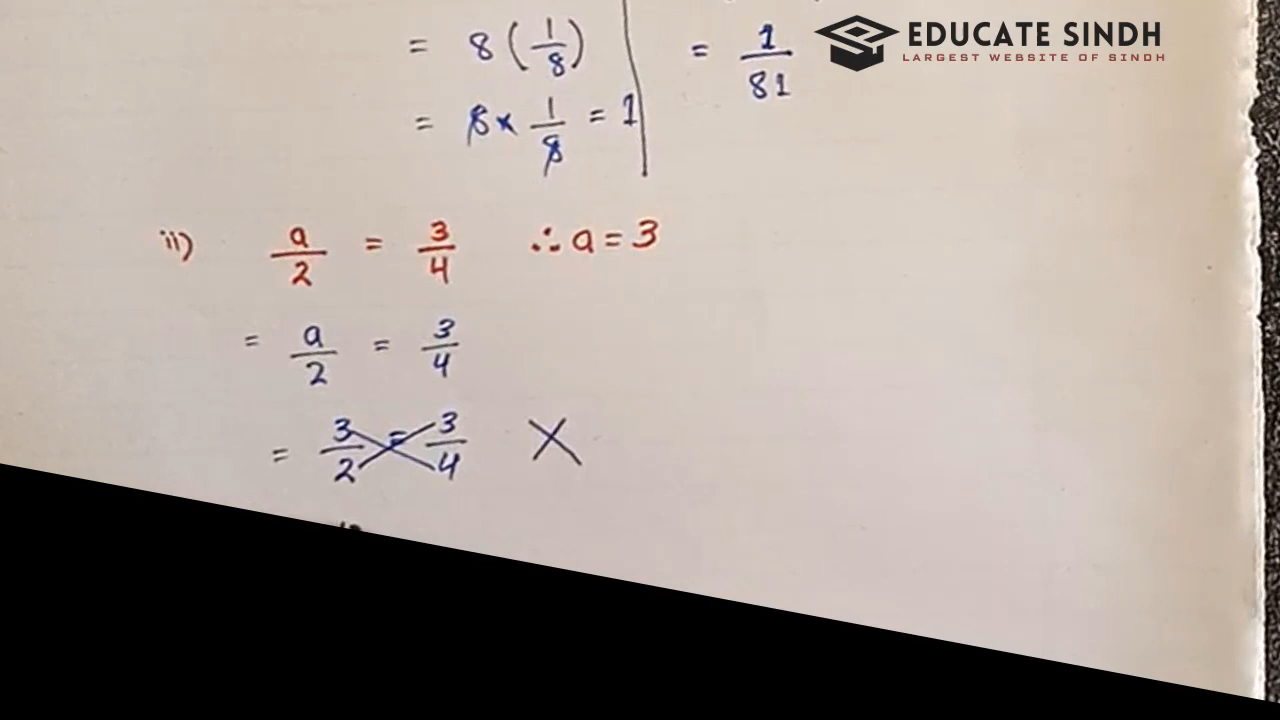 = 8 (1/8)
= 1/81
EDUCATE SINDH
LARGEST WEBSITE OF SINDH
= 8 × 1/8 = 1
ii) a/2 = 3/4 ∴ a = 3
= a/2 = 3/4
= 3/2 = 3/4 X